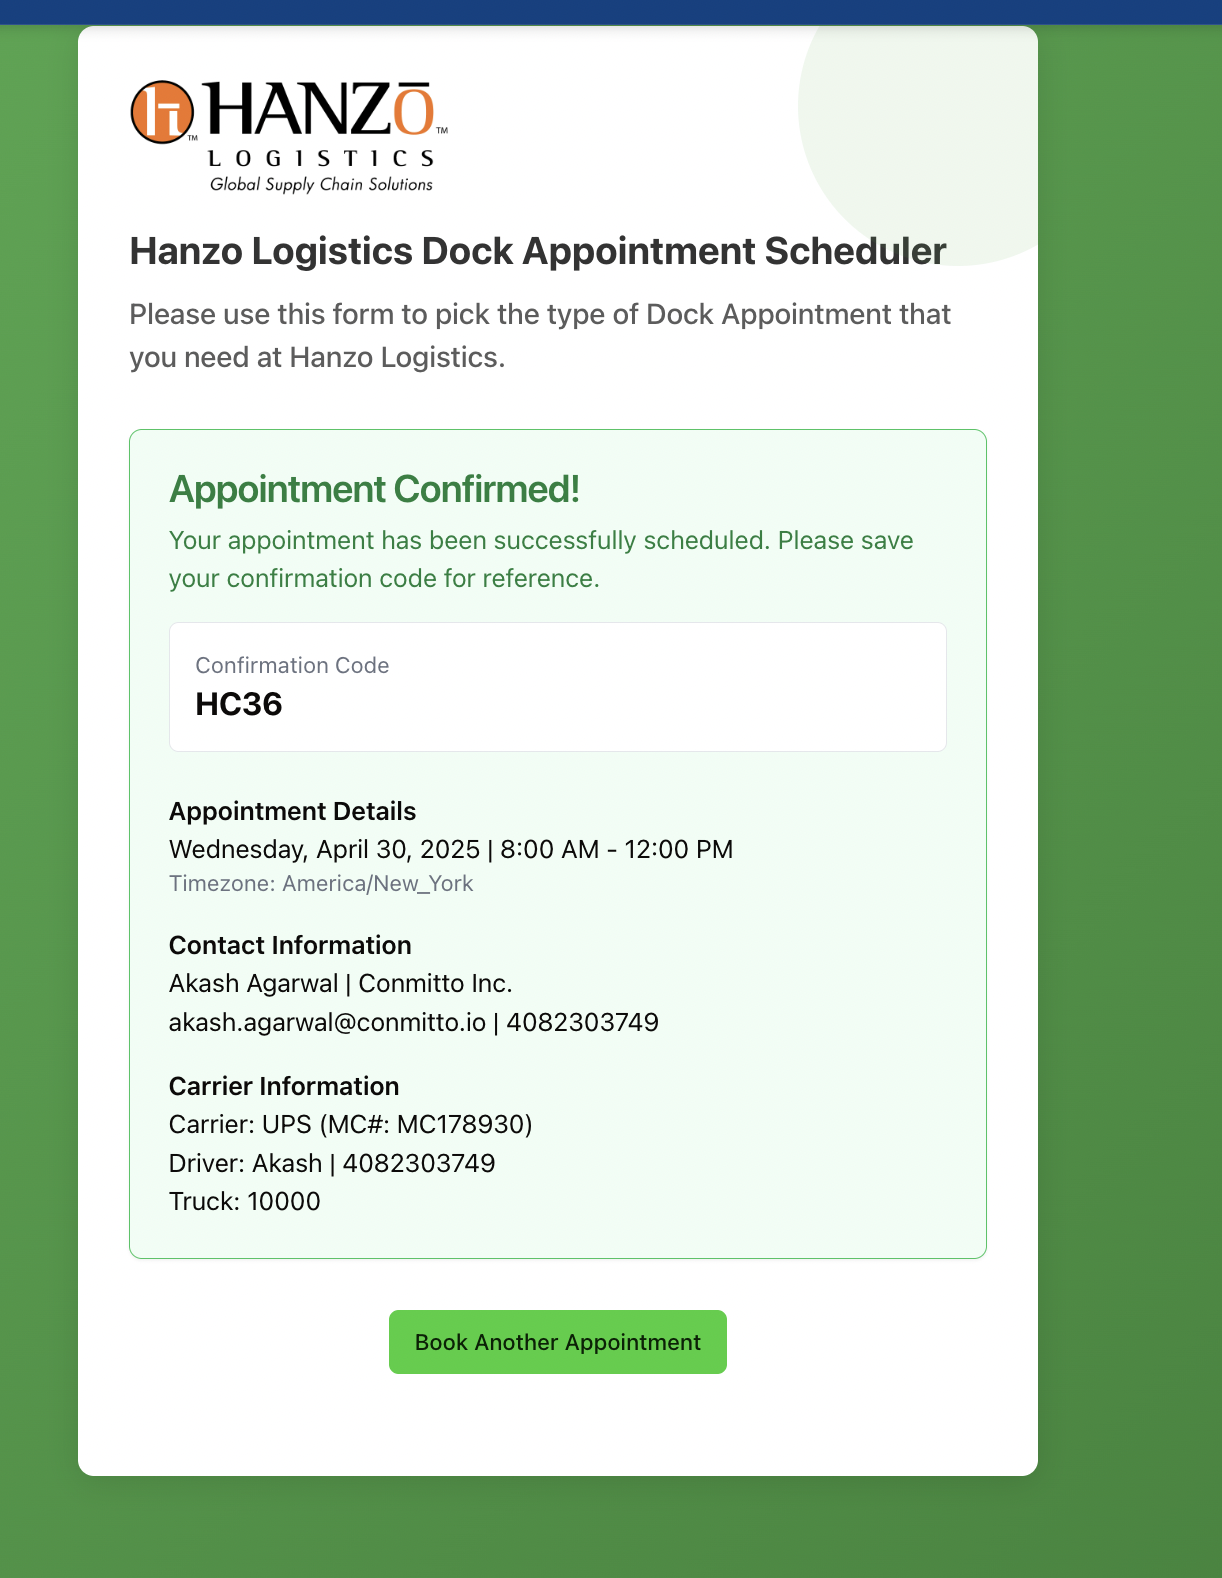 HANZŌ
LOGISTICS
Global Supply Chain Solutions
Hanzo Logistics Dock Appointment Scheduler
Please use this form to pick the type of Dock Appointment that
you need at Hanzo Logistics.
Appointment Confirmed!
Your appointment has been successfully scheduled. Please save
your confirmation code for reference.
Confirmation Code
HC36
Appointment Details
Wednesday, April 30, 2025 | 8:00 AM - 12:00 PM
Timezone: America/New_York
Contact Information
Akash Agarwal | Conmitto Inc.
akash.agarwal@conmitto.io | 4082303749
Carrier Information
Carrier: UPS (MC#: MC178930)
Driver: Akash | 4082303749
Truck: 10000
Book Another Appointment